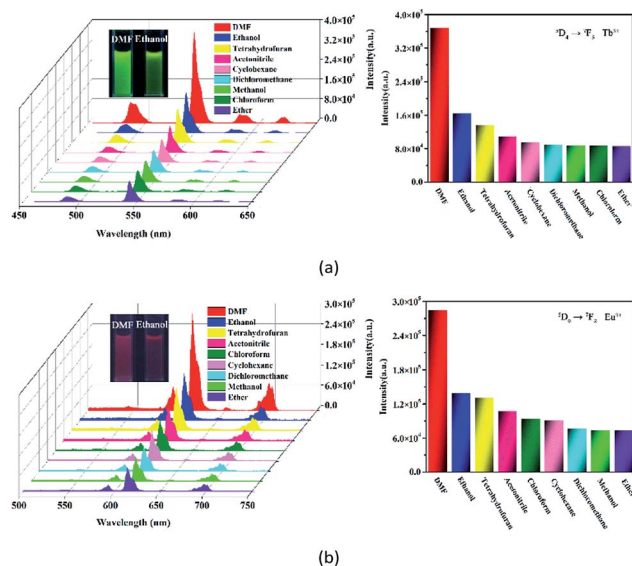 (a)
DMF Ethanol
DMF
Ethanol
Tetrahydrofuran
Acetonitrile
Cyclohexane
Dichloromethane
Methanol
Chloroform
Ether
4.0×10⁵
3.2×10⁵
2.4×10⁵
1.6×10⁵
8.0×10⁴
0.0
Intensity(a.u.)
450 500 550 600 650
Wavelength (nm)
⁵D₄ → ⁷F₅ Tb³⁺
3.6×10⁵
2.4×10⁵
1.6×10⁵
8.0×10⁴
0.0
Intensity(a.u.)
DMF
Ethanol
Tetrahydrofuran
Acetonitrile
Cyclohexane
Dichloromethane
Methanol
Chloroform
Ether
(a)
(b)
DMF Ethanol
DMF
Ethanol
Tetrahydrofuran
Acetonitrile
Chloroform
Cyclohexane
Dichloromethane
Methanol
Ether
3.0×10⁵
2.4×10⁵
1.8×10⁵
1.2×10⁵
6.0×10⁴
0.0
Intensity(a.u.)
500 550 600 650 700 750
Wavelength (nm)
⁵D₀ → ⁷F₂ Eu³⁺
3.0×10⁵
2.4×10⁵
1.8×10⁵
1.2×10⁵
6.0×10⁴
0.0
Intensity(a.u.)
DMF
Ethanol
Tetrahydrofuran
Acetonitrile
Chloroform
Cyclohexane
Dichloromethane
Methanol
Ether
(b)